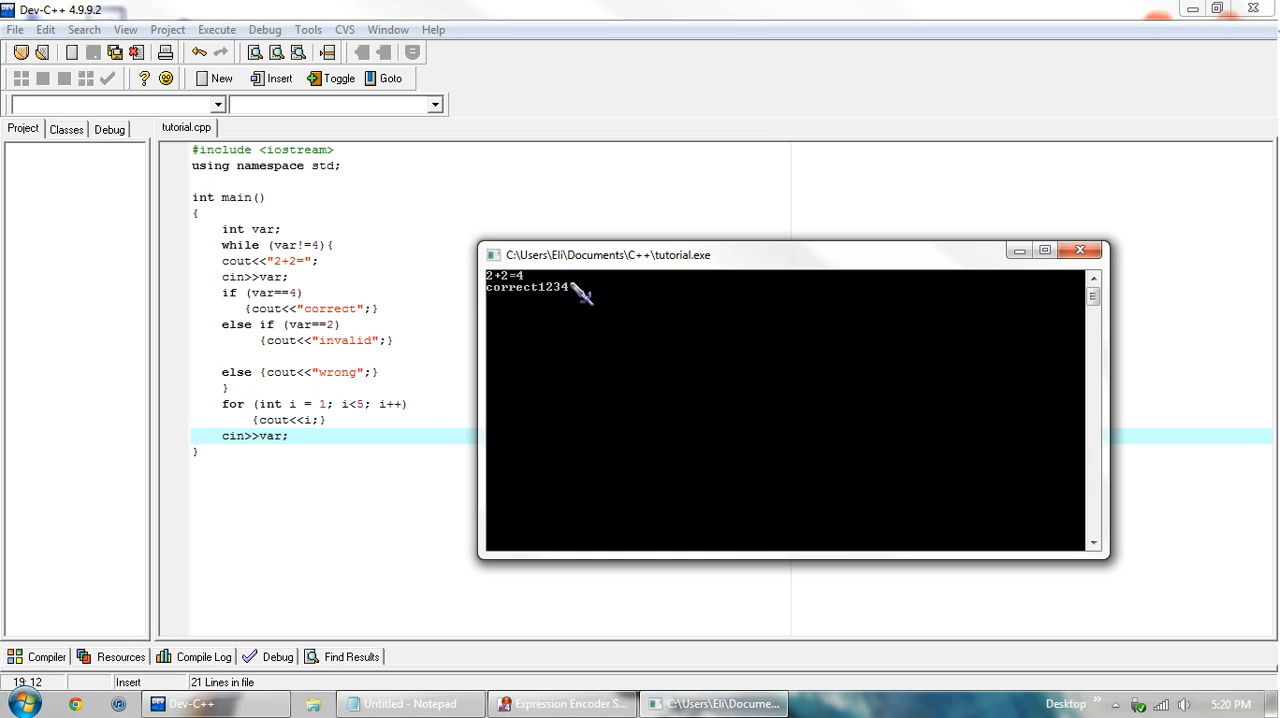 Dev-C++ 4.9.9.2
File Edit Search View Project Execute Debug Tools CVS Window Help
New Insert Toggle Goto
Project Classes Debug tutorial.cpp
#include <iostream>
using namespace std;
int main()
{
int var;
while (var!=4){
cout<<"2+2=";
cin>>var;
if (var==4)
{cout<<"correct";}
else if (var==2)
{cout<<"invalid";}
else {cout<<"wrong";}
}
for (int i = 1; i<5; i++)
{cout<<i;}
cin>>var;
}
C:\Users\Eli\Documents\C++\tutorial.exe
2+2=4
correct1234
Compiler Resources Compile Log Debug Find Results
19: 12 Insert 21 Lines in file
Dev-C++ Untitled - Notepad Expression Encoder S... C:\Users\Eli\Docume... Desktop 5:20 PM